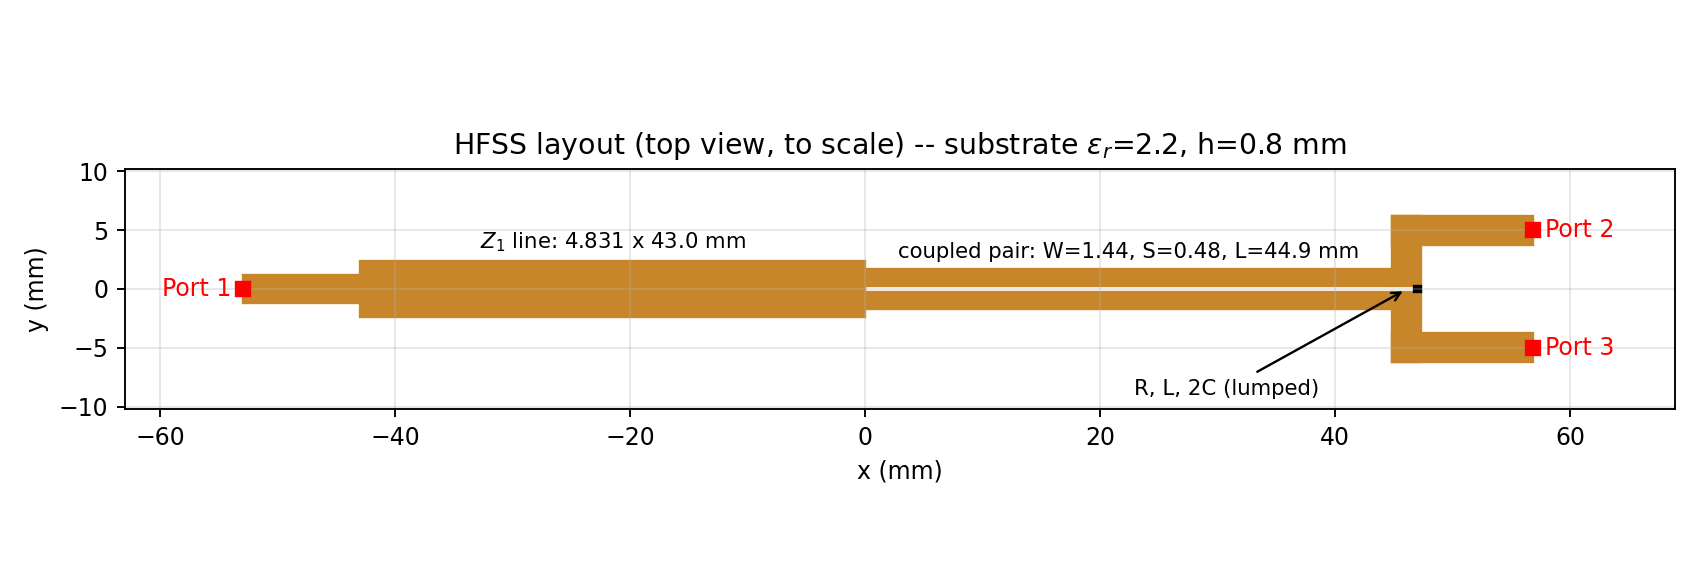 HFSS layout (top view, to scale) -- substrate εr=2.2, h=0.8 mm
10
5
0
−5
−10
y (mm)
Z1 line: 4.831 x 43.0 mm
coupled pair: W=1.44, S=0.48, L=44.9 mm
Port 1
Port 2
Port 3
R, L, 2C (lumped)
−60
−40
−20
0
20
40
60
x (mm)